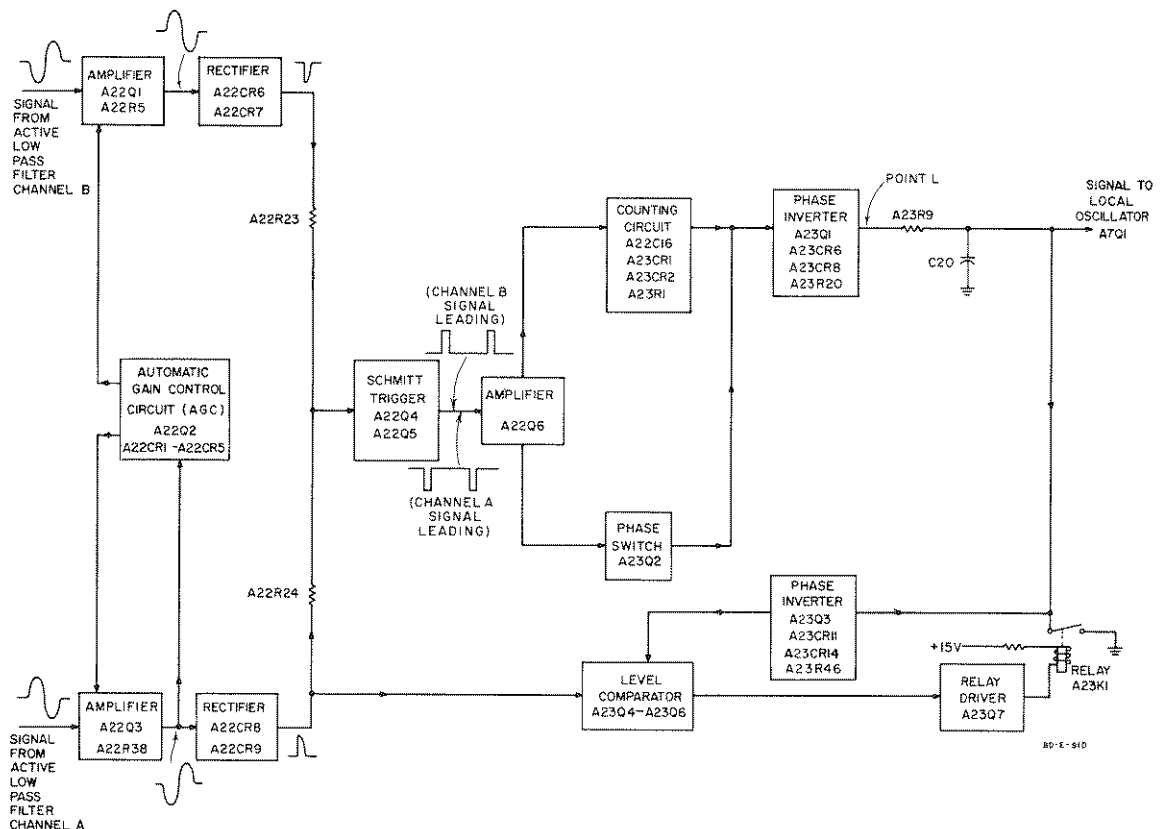 AMPLIFIER
A22Q1
A22R5
RECTIFIER
A22CR6
A22CR7
SIGNAL
FROM
ACTIVE
LOW
PASS
FILTER
CHANNEL B
A22R23
AUTOMATIC
GAIN CONTROL
CIRCUIT (AGC)
A22Q2
A22CR1-A22CR5
SCHMITT
TRIGGER
A22Q4
A22Q5
(CHANNEL B
SIGNAL
LEADING)
(CHANNEL A
SIGNAL
LEADING)
AMPLIFIER
A22Q6
COUNTING
CIRCUIT
A22C16
A23CR1
A23CR2
A23R1
PHASE
INVERTER
A23Q1
A23CR6
A23CR8
A23R20
POINT L
A23R9
C20
SIGNAL TO
LOCAL
OSCILLATOR
A7Q1
PHASE
SWITCH
A23Q2
A22R24
PHASE
INVERTER
A23Q3
A23CR11
A23CR14
A23R46
LEVEL
COMPARATOR
A23Q4-A23Q6
+15V
RELAY
A23K1
RELAY
DRIVER
A23Q7
AMPLIFIER
A22Q3
A22R38
RECTIFIER
A22CR8
A22CR9
SIGNAL
FROM
ACTIVE
LOW
PASS
FILTER
CHANNEL A
BD-E-910